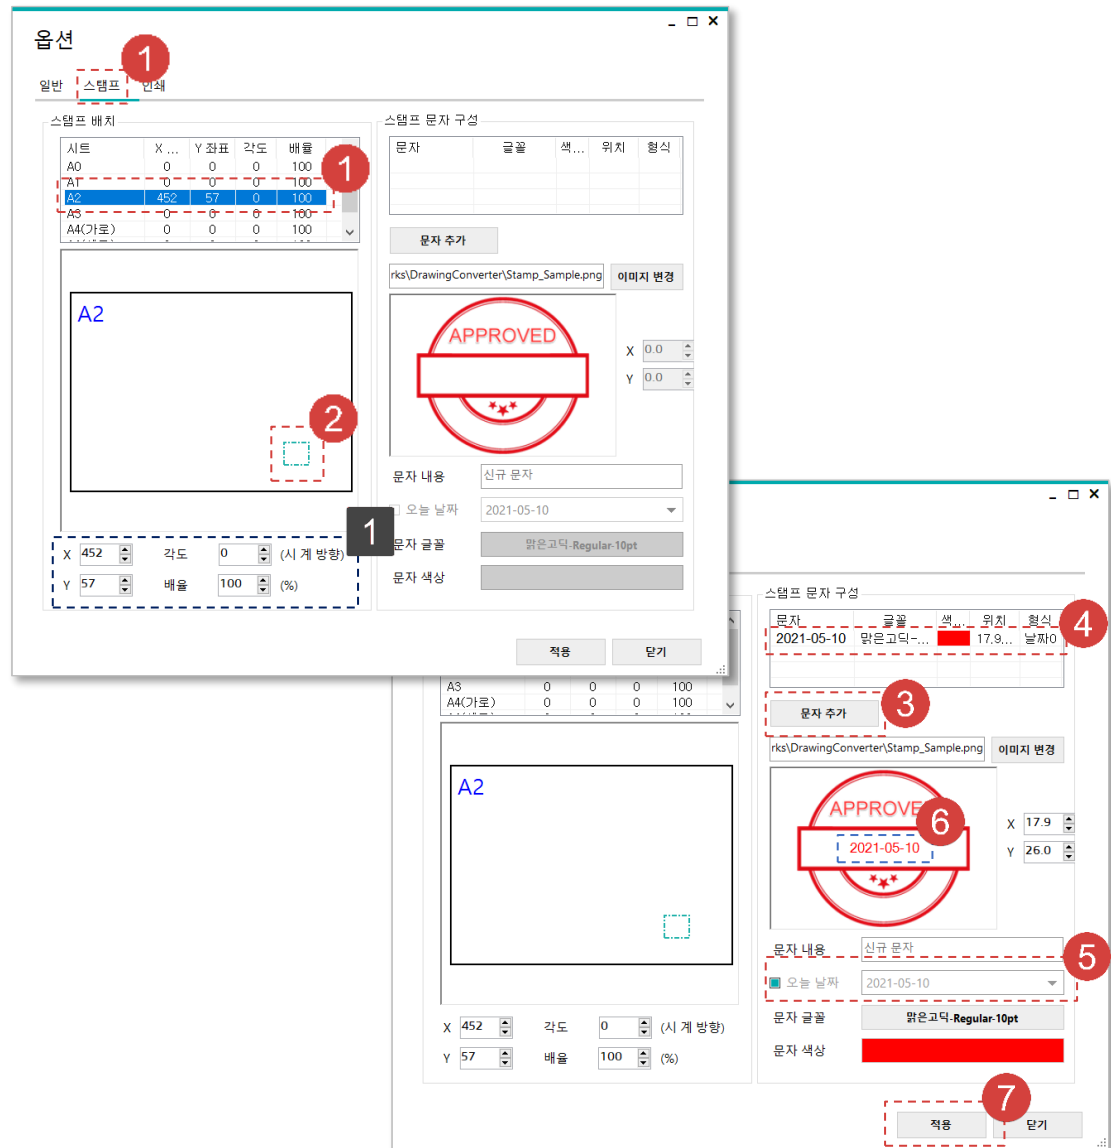 옵션
1
일반 스탬프 인쇄
스탬프 배치
시트 X ... Y 좌표 각도 배율
A0 0 0 0 100
1
A1 0 0 0 100
A2 452 57 0 100
A3 0 0 0 100
A4(가로) 0 0 0 100
A2
2
1
X 452 각도 0 (시 계 방향)
Y 57 배율 100 (%)
스탬프 문자 구성
문자 글꼴 색... 위치 형식
문자 추가
rks\DrawingConverter\Stamp_Sample.png 이미지 변경
APPROVED
X 0.0
Y 0.0
문자 내용 신규 문자
오늘 날짜 2021-05-10
문자 글꼴 맑은고딕-Regular-10pt
문자 색상
적용 닫기
A3 0 0 0 100
A4(가로) 0 0 0 100
A2
X 452 각도 0 (시 계 방향)
Y 57 배율 100 (%)
스탬프 문자 구성
문자 글꼴 색... 위치 형식
4
2021-05-10 맑은고딕-... 17.9... 날짜0
3
문자 추가
rks\DrawingConverter\Stamp_Sample.png 이미지 변경
APPROVE
6
2021-05-10
X 17.9
Y 26.0
문자 내용 신규 문자
5
오늘 날짜 2021-05-10
문자 글꼴 맑은고딕-Regular-10pt
문자 색상
7
적용 닫기